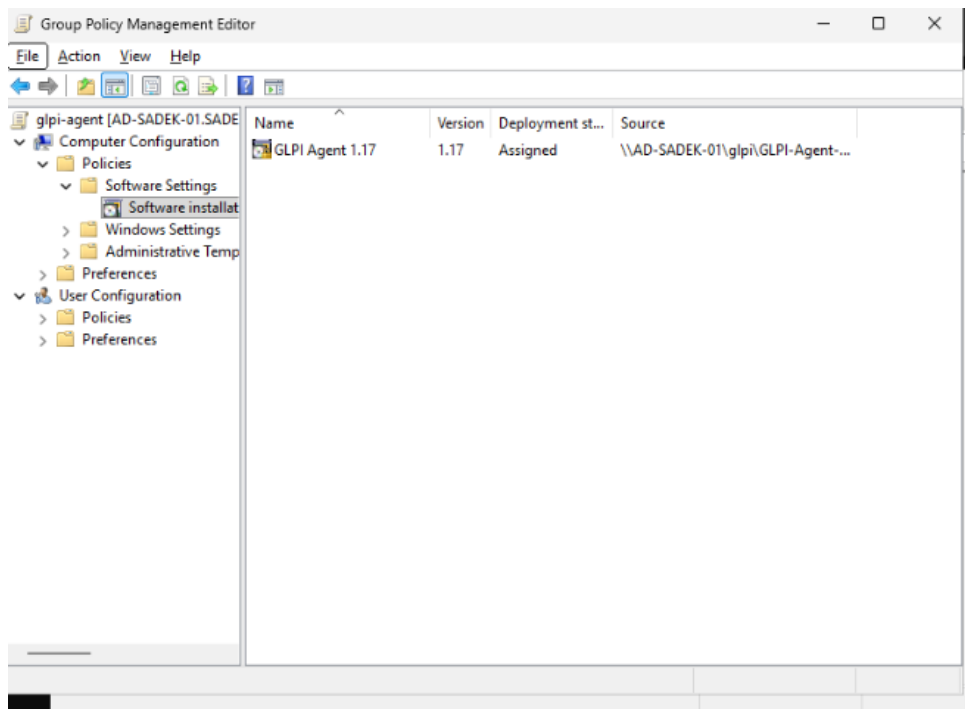 Group Policy Management Editor
File Action View Help
glpi-agent [AD-SADEK-01.SADE
Computer Configuration
Policies
Software Settings
Software installat
Windows Settings
Administrative Temp
Preferences
User Configuration
Policies
Preferences
Name Version Deployment st... Source
GLPI Agent 1.17 1.17 Assigned \\AD-SADEK-01\glpi\GLPI-Agent-...